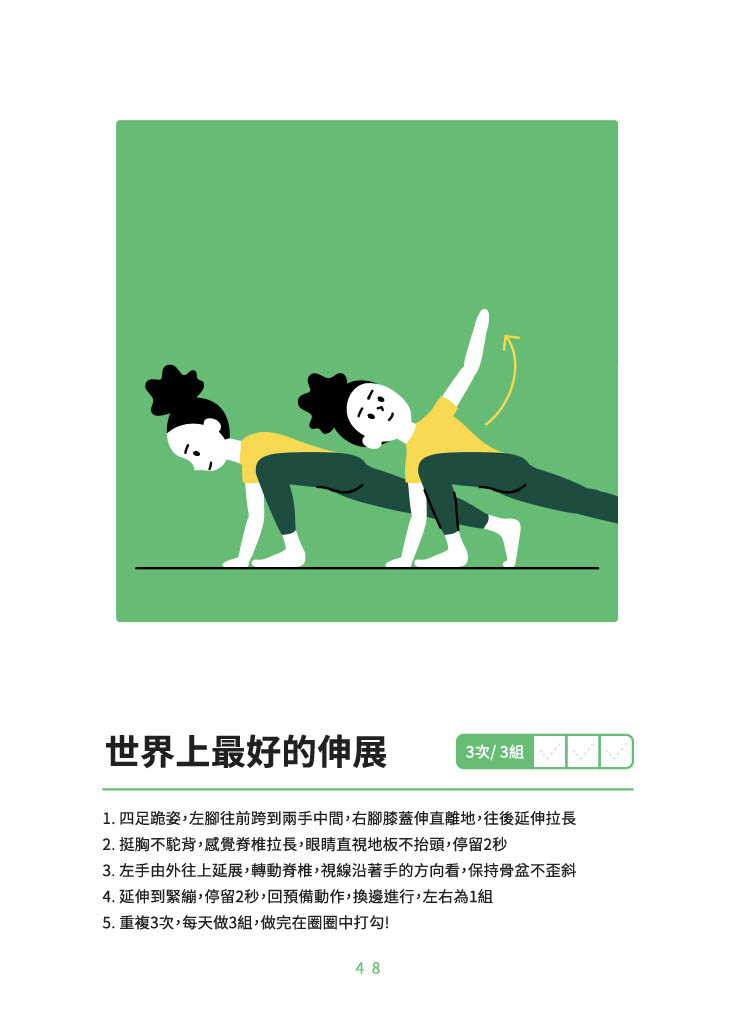 世界上最好的伸展
3次/ 3組
1. 四足跪姿,左腳往前跨到兩手中間,右腳膝蓋伸直離地,往後延伸拉長
2. 挺胸不駝背,感覺脊椎拉長,眼睛直視地板不抬頭,停留2秒
3. 左手由外往上延展,轉動脊椎,視線沿著手的方向看,保持骨盆不歪斜
4. 延伸到緊繃,停留2秒,回預備動作,換邊進行,左右為1組
5. 重複3次,每天做3組,做完在圈圈中打勾!
48